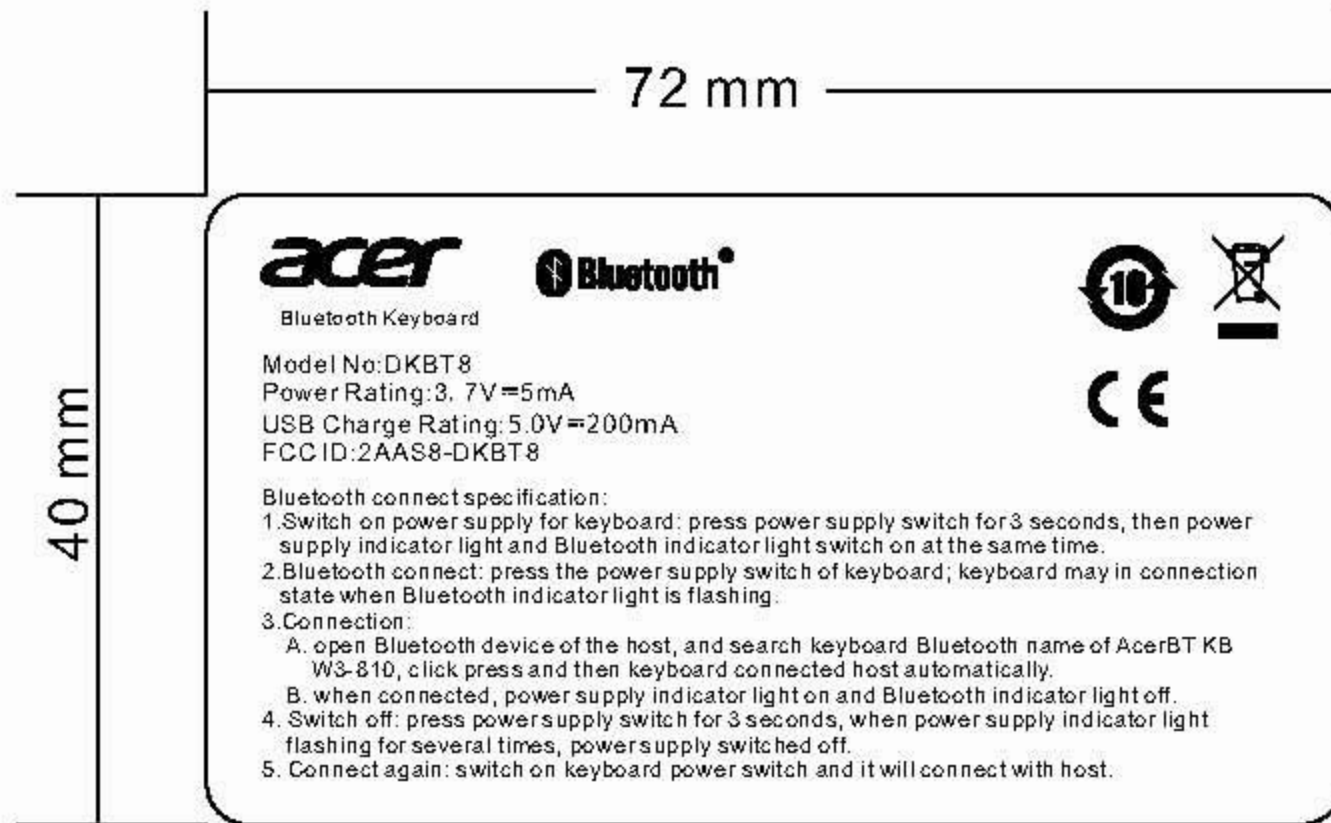 72 mm
40 mm
acer
Bluetooth
Bluetooth Keyboard
10
CE
Model No:DKBT8
Power Rating:3. 7V⎓5mA
USB Charge Rating:5.0V⎓200mA
FCC ID:2AAS8-DKBT8
Bluetooth connect specification:
1.Switch on power supply for keyboard: press power supply switch for 3 seconds, then power
supply indicator light and Bluetooth indicator light switch on at the same time.
2.Bluetooth connect: press the power supply switch of keyboard; keyboard may in connection
state when Bluetooth indicator light is flashing.
3.Connection:
A. open Bluetooth device of the host, and search keyboard Bluetooth name of AcerBT KB
W3-810, click press and then keyboard connected host automatically.
B. when connected, power supply indicator light on and Bluetooth indicator light off.
4. Switch off: press power supply switch for 3 seconds, when power supply indicator light
flashing for several times, power supply switched off.
5. Connect again: switch on keyboard power switch and it will connect with host.